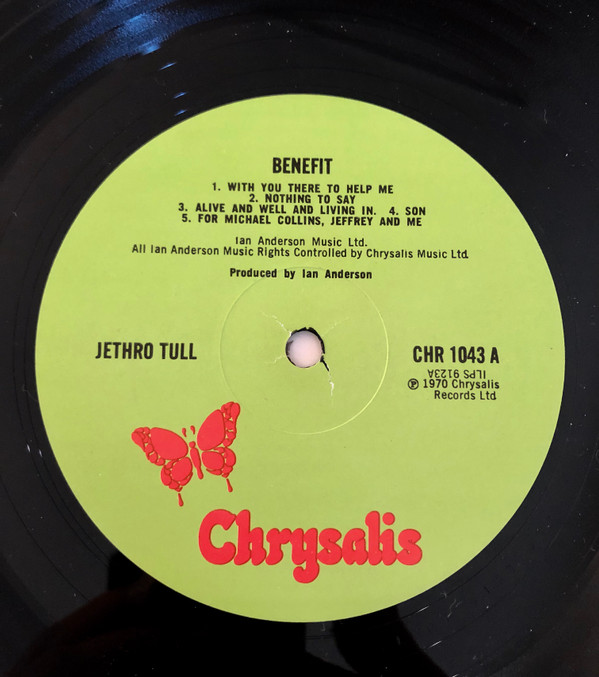 BENEFIT
1. WITH YOU THERE TO HELP ME
2. NOTHING TO SAY
3. ALIVE AND WELL AND LIVING IN. 4. SON
5. FOR MICHAEL COLLINS, JEFFREY AND ME
Ian Anderson Music Ltd.
All Ian Anderson Music Rights Controlled by Chrysalis Music Ltd
Produced by Ian Anderson
JETHRO TULL
CHR 1043 A
ILPS 9123A
℗ 1970 Chrysalis
Records Ltd
Chrysalis